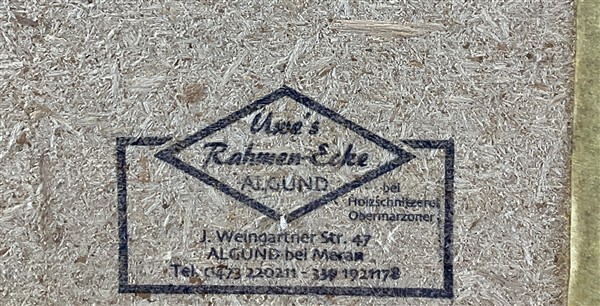 Uwe's
Rahmen-Ecke
ALGUND
bei
Holzschnitzerei
Obermarzoner
J. Weingartner Str. 47
ALGUND bei Meran
Tel. 0473 220211 - 339 1921178